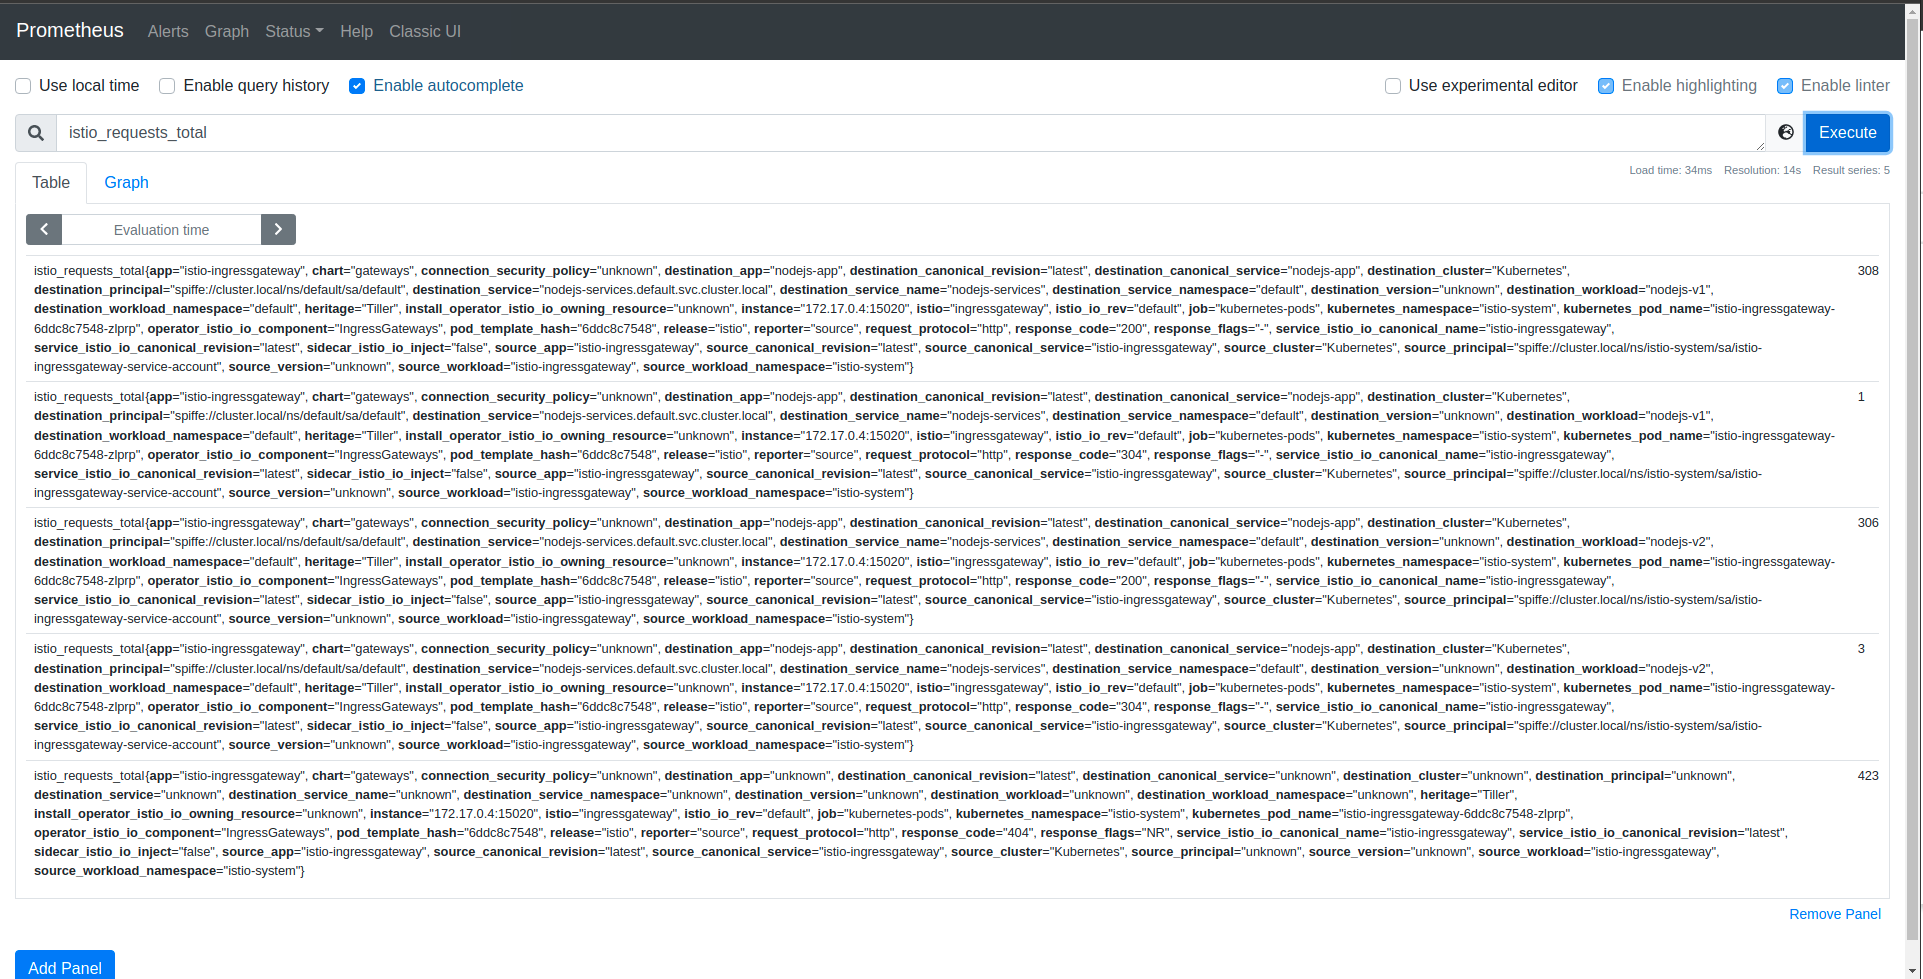 Prometheus Alerts Graph Status Help Classic UI
Use local time Enable query history Enable autocomplete Use experimental editor Enable highlighting Enable linter
istio_requests_total Execute
Table Graph Load time: 34ms Resolution: 14s Result series: 5
Evaluation time
istio_requests_total{app="istio-ingressgateway", chart="gateways", connection_security_policy="unknown", destination_app="nodejs-app", destination_canonical_revision="latest", destination_canonical_service="nodejs-app", destination_cluster="Kubernetes", 308
destination_principal="spiffe://cluster.local/ns/default/sa/default", destination_service="nodejs-services.default.svc.cluster.local", destination_service_name="nodejs-services", destination_service_namespace="default", destination_version="unknown", destination_workload="nodejs-v1",
destination_workload_namespace="default", heritage="Tiller", install_operator_istio_io_owning_resource="unknown", instance="172.17.0.4:15020", istio="ingressgateway", istio_io_rev="default", job="kubernetes-pods", kubernetes_namespace="istio-system", kubernetes_pod_name="istio-ingressgateway-
6ddc8c7548-zlprp", operator_istio_io_component="IngressGateways", pod_template_hash="6ddc8c7548", release="istio", reporter="source", request_protocol="http", response_code="200", response_flags="-", service_istio_io_canonical_name="istio-ingressgateway",
service_istio_io_canonical_revision="latest", sidecar_istio_io_inject="false", source_app="istio-ingressgateway", source_canonical_revision="latest", source_canonical_service="istio-ingressgateway", source_cluster="Kubernetes", source_principal="spiffe://cluster.local/ns/istio-system/sa/istio-
ingressgateway-service-account", source_version="unknown", source_workload="istio-ingressgateway", source_workload_namespace="istio-system"}
istio_requests_total{app="istio-ingressgateway", chart="gateways", connection_security_policy="unknown", destination_app="nodejs-app", destination_canonical_revision="latest", destination_canonical_service="nodejs-app", destination_cluster="Kubernetes", 1
destination_principal="spiffe://cluster.local/ns/default/sa/default", destination_service="nodejs-services.default.svc.cluster.local", destination_service_name="nodejs-services", destination_service_namespace="default", destination_version="unknown", destination_workload="nodejs-v1",
destination_workload_namespace="default", heritage="Tiller", install_operator_istio_io_owning_resource="unknown", instance="172.17.0.4:15020", istio="ingressgateway", istio_io_rev="default", job="kubernetes-pods", kubernetes_namespace="istio-system", kubernetes_pod_name="istio-ingressgateway-
6ddc8c7548-zlprp", operator_istio_io_component="IngressGateways", pod_template_hash="6ddc8c7548", release="istio", reporter="source", request_protocol="http", response_code="304", response_flags="-", service_istio_io_canonical_name="istio-ingressgateway",
service_istio_io_canonical_revision="latest", sidecar_istio_io_inject="false", source_app="istio-ingressgateway", source_canonical_revision="latest", source_canonical_service="istio-ingressgateway", source_cluster="Kubernetes", source_principal="spiffe://cluster.local/ns/istio-system/sa/istio-
ingressgateway-service-account", source_version="unknown", source_workload="istio-ingressgateway", source_workload_namespace="istio-system"}
istio_requests_total{app="istio-ingressgateway", chart="gateways", connection_security_policy="unknown", destination_app="nodejs-app", destination_canonical_revision="latest", destination_canonical_service="nodejs-app", destination_cluster="Kubernetes", 306
destination_principal="spiffe://cluster.local/ns/default/sa/default", destination_service="nodejs-services.default.svc.cluster.local", destination_service_name="nodejs-services", destination_service_namespace="default", destination_version="unknown", destination_workload="nodejs-v2",
destination_workload_namespace="default", heritage="Tiller", install_operator_istio_io_owning_resource="unknown", instance="172.17.0.4:15020", istio="ingressgateway", istio_io_rev="default", job="kubernetes-pods", kubernetes_namespace="istio-system", kubernetes_pod_name="istio-ingressgateway-
6ddc8c7548-zlprp", operator_istio_io_component="IngressGateways", pod_template_hash="6ddc8c7548", release="istio", reporter="source", request_protocol="http", response_code="200", response_flags="-", service_istio_io_canonical_name="istio-ingressgateway",
service_istio_io_canonical_revision="latest", sidecar_istio_io_inject="false", source_app="istio-ingressgateway", source_canonical_revision="latest", source_canonical_service="istio-ingressgateway", source_cluster="Kubernetes", source_principal="spiffe://cluster.local/ns/istio-system/sa/istio-
ingressgateway-service-account", source_version="unknown", source_workload="istio-ingressgateway", source_workload_namespace="istio-system"}
istio_requests_total{app="istio-ingressgateway", chart="gateways", connection_security_policy="unknown", destination_app="nodejs-app", destination_canonical_revision="latest", destination_canonical_service="nodejs-app", destination_cluster="Kubernetes", 3
destination_principal="spiffe://cluster.local/ns/default/sa/default", destination_service="nodejs-services.default.svc.cluster.local", destination_service_name="nodejs-services", destination_service_namespace="default", destination_version="unknown", destination_workload="nodejs-v2",
destination_workload_namespace="default", heritage="Tiller", install_operator_istio_io_owning_resource="unknown", instance="172.17.0.4:15020", istio="ingressgateway", istio_io_rev="default", job="kubernetes-pods", kubernetes_namespace="istio-system", kubernetes_pod_name="istio-ingressgateway-
6ddc8c7548-zlprp", operator_istio_io_component="IngressGateways", pod_template_hash="6ddc8c7548", release="istio", reporter="source", request_protocol="http", response_code="304", response_flags="-", service_istio_io_canonical_name="istio-ingressgateway",
service_istio_io_canonical_revision="latest", sidecar_istio_io_inject="false", source_app="istio-ingressgateway", source_canonical_revision="latest", source_canonical_service="istio-ingressgateway", source_cluster="Kubernetes", source_principal="spiffe://cluster.local/ns/istio-system/sa/istio-
ingressgateway-service-account", source_version="unknown", source_workload="istio-ingressgateway", source_workload_namespace="istio-system"}
istio_requests_total{app="istio-ingressgateway", chart="gateways", connection_security_policy="unknown", destination_app="unknown", destination_canonical_revision="latest", destination_canonical_service="unknown", destination_cluster="unknown", destination_principal="unknown", 423
destination_service="unknown", destination_service_name="unknown", destination_service_namespace="unknown", destination_version="unknown", destination_workload="unknown", destination_workload_namespace="unknown", heritage="Tiller",
install_operator_istio_io_owning_resource="unknown", instance="172.17.0.4:15020", istio="ingressgateway", istio_io_rev="default", job="kubernetes-pods", kubernetes_namespace="istio-system", kubernetes_pod_name="istio-ingressgateway-6ddc8c7548-zlprp",
operator_istio_io_component="IngressGateways", pod_template_hash="6ddc8c7548", release="istio", reporter="source", request_protocol="http", response_code="404", response_flags="NR", service_istio_io_canonical_name="istio-ingressgateway", service_istio_io_canonical_revision="latest",
sidecar_istio_io_inject="false", source_app="istio-ingressgateway", source_canonical_revision="latest", source_canonical_service="istio-ingressgateway", source_cluster="Kubernetes", source_principal="unknown", source_version="unknown", source_workload="istio-ingressgateway",
source_workload_namespace="istio-system"}
Remove Panel
Add Panel